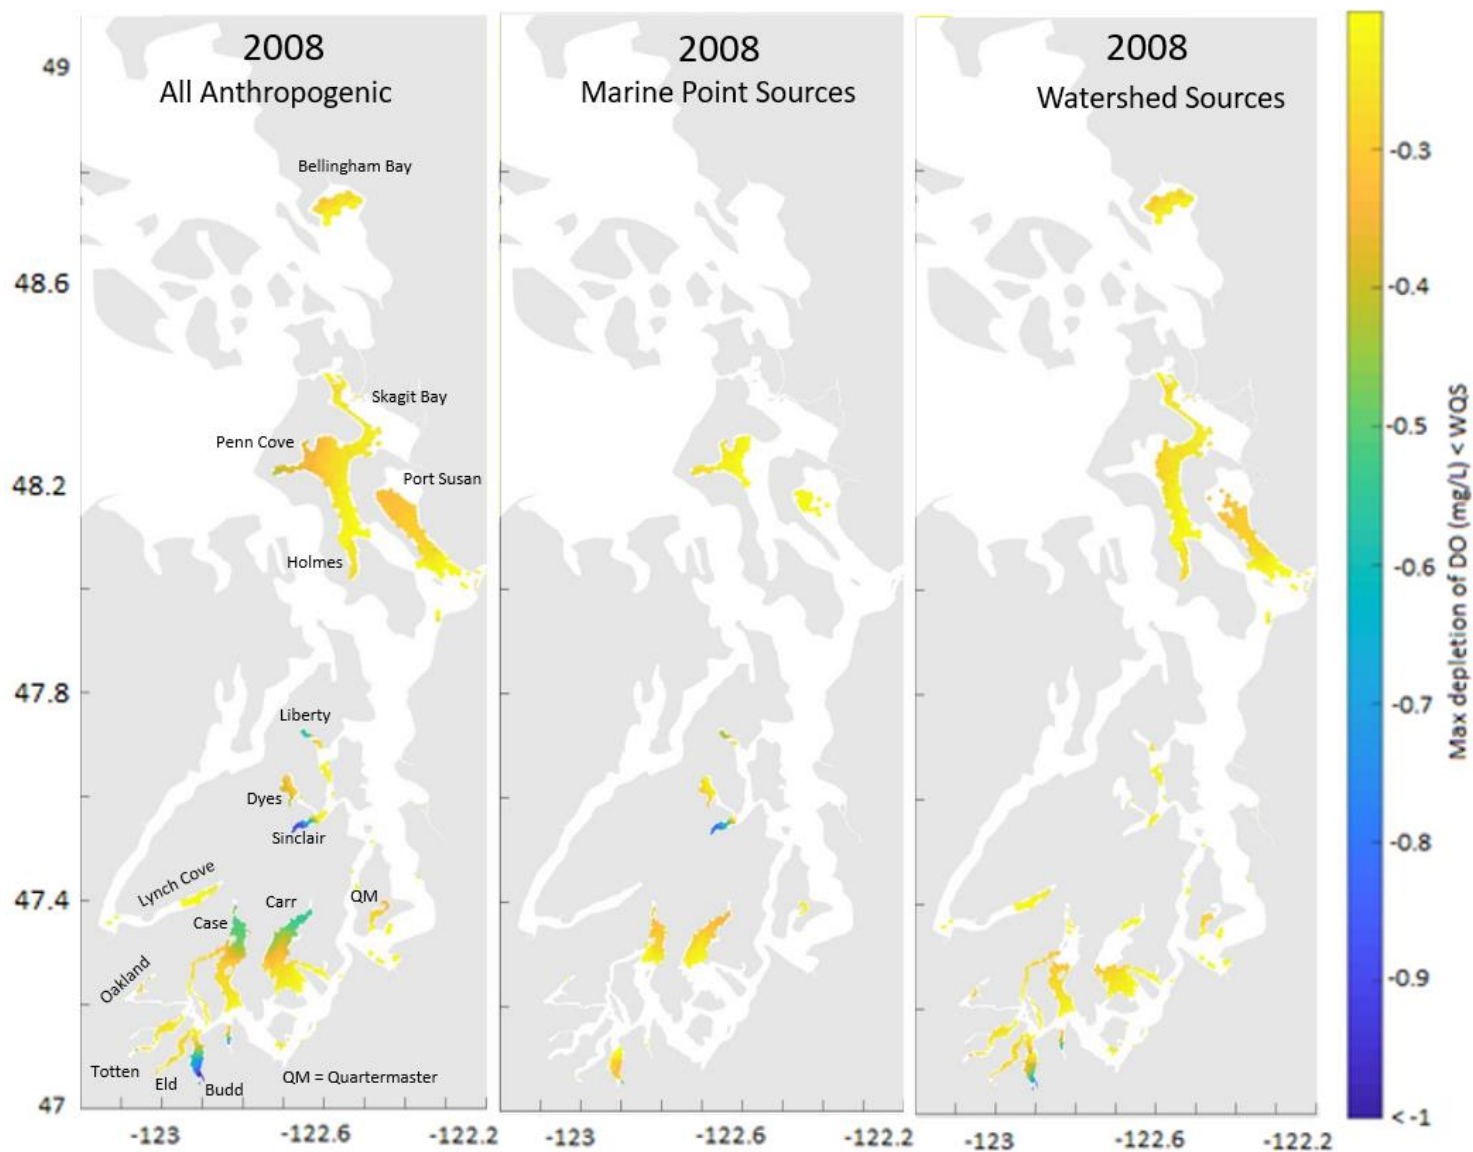 2008
All Anthropogenic
2008
Marine Point Sources
2008
Watershed Sources
49
48.6
48.2
47.8
47.4
47
Bellingham Bay
Skagit Bay
Penn Cove
Port Susan
Holmes
Liberty
Dyes
Sinclair
Lynch Cove
QM
Carr
Case
Oakland
Totten
Eld
Budd
QM = Quartermaster
-123
-122.6
-122.2
-123
-122.6
-122.2
-123
-122.6
-122.2
-0.3
-0.4
-0.5
-0.6
-0.7
-0.8
-0.9
< -1
Max depletion of DO (mg/L) < WQS